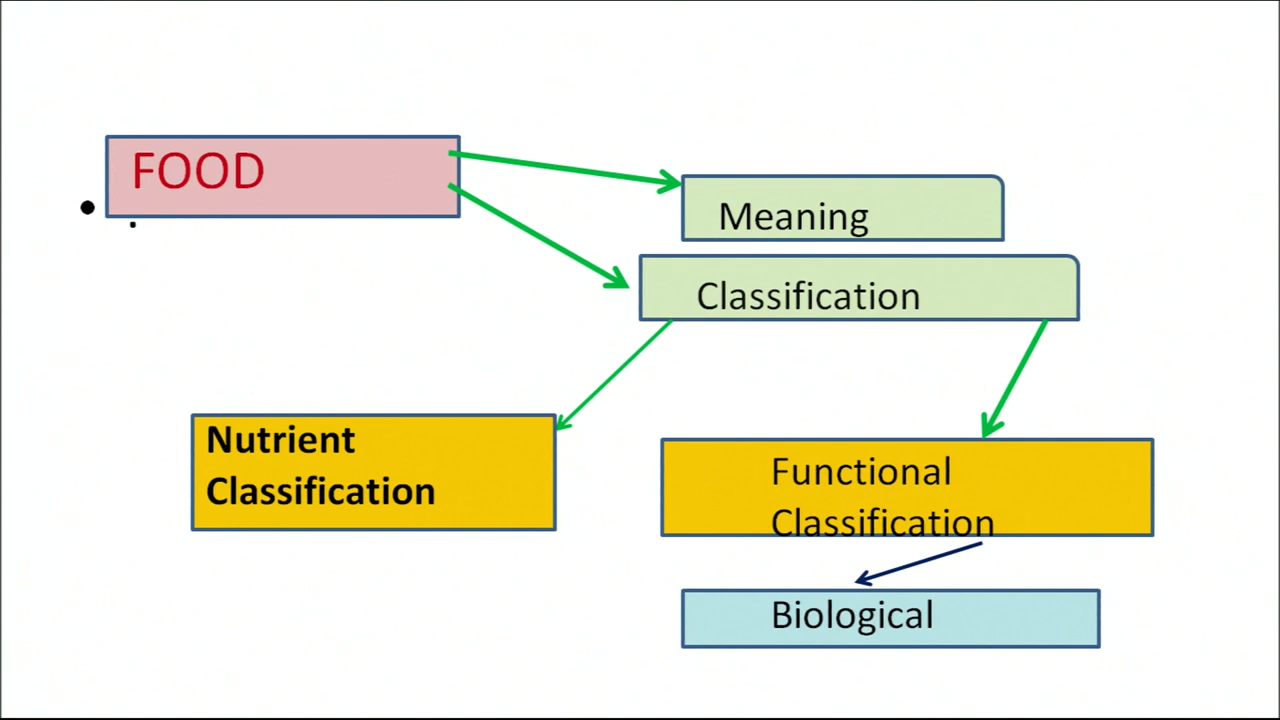 FOOD
Meaning
Classification
Nutrient
Classification
Functional
Classification
Biological